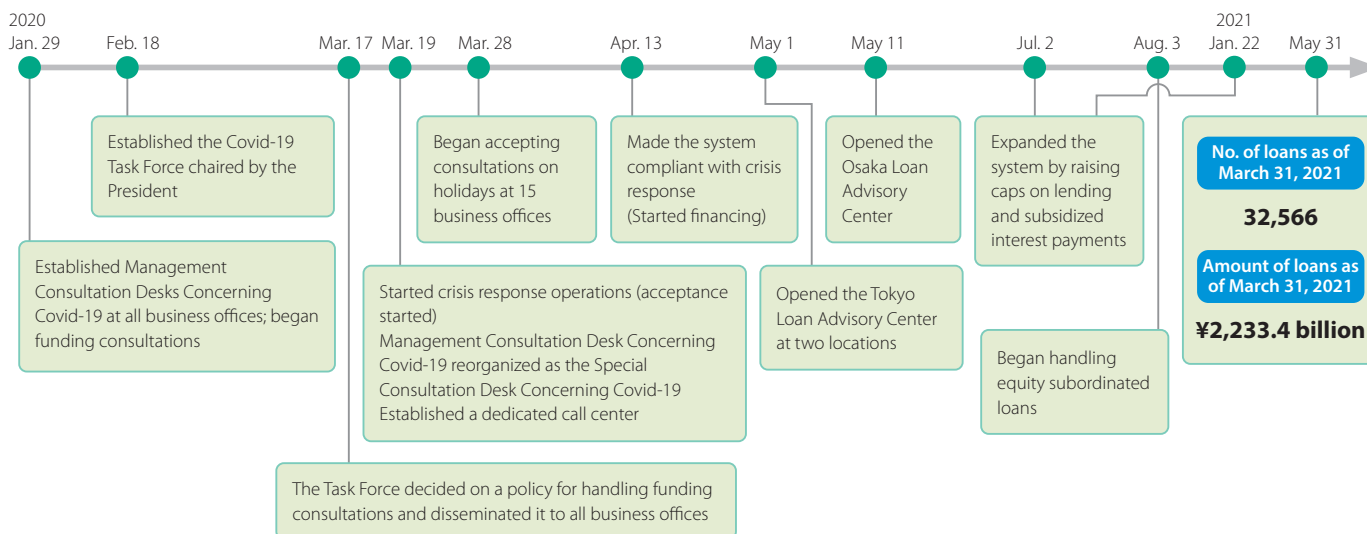 2020
Jan. 29
Feb. 18
Mar. 17
Mar. 19
Mar. 28
Apr. 13
May 1
May 11
Jul. 2
Aug. 3
2021
Jan. 22
May 31
Established the Covid-19
Task Force chaired by the
President
Began accepting
consultations on
holidays at 15
business offices
Made the system
compliant with crisis
response
(Started financing)
Opened the
Osaka Loan
Advisory
Center
Expanded the
system by raising
caps on lending
and subsidized
interest payments
No. of loans as of
March 31, 2021
32,566
Amount of loans as
of March 31, 2021
¥2,233.4 billion
Established Management
Consultation Desks Concerning
Covid-19 at all business offices; began
funding consultations
Started crisis response operations (acceptance
started)
Management Consultation Desk Concerning
Covid-19 reorganized as the Special
Consultation Desk Concerning Covid-19
Established a dedicated call center
Opened the Tokyo
Loan Advisory Center
at two locations
Began handling
equity subordinated
loans
The Task Force decided on a policy for handling funding
consultations and disseminated it to all business offices